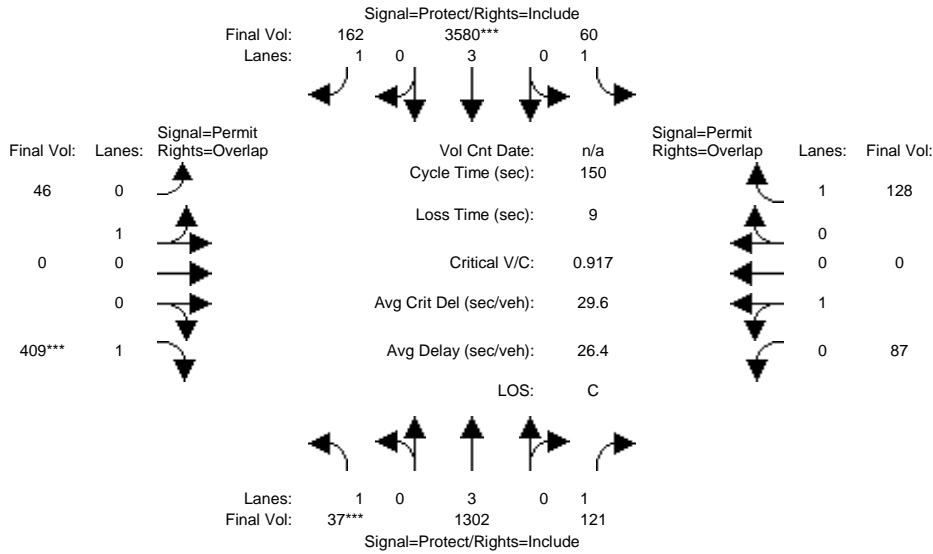 Signal=Protect/Rights=Include
Final Vol: 162 3580*** 60
Lanes: 1 0 3 0 1
Signal=Permit Signal=Permit
Final Vol: Lanes: Rights=Overlap Vol Cnt Date: n/a Rights=Overlap Lanes: Final Vol:
Cycle Time (sec): 150
46 0 1 128
Loss Time (sec): 9
1 0
0 0 Critical V/C: 0.917 0 0
0 Avg Crit Del (sec/veh): 29.6 1
409*** 1 Avg Delay (sec/veh): 26.4 0 87
LOS: C
Lanes: 1 0 3 0 1
Final Vol: 37*** 1302 121
Signal=Protect/Rights=Include